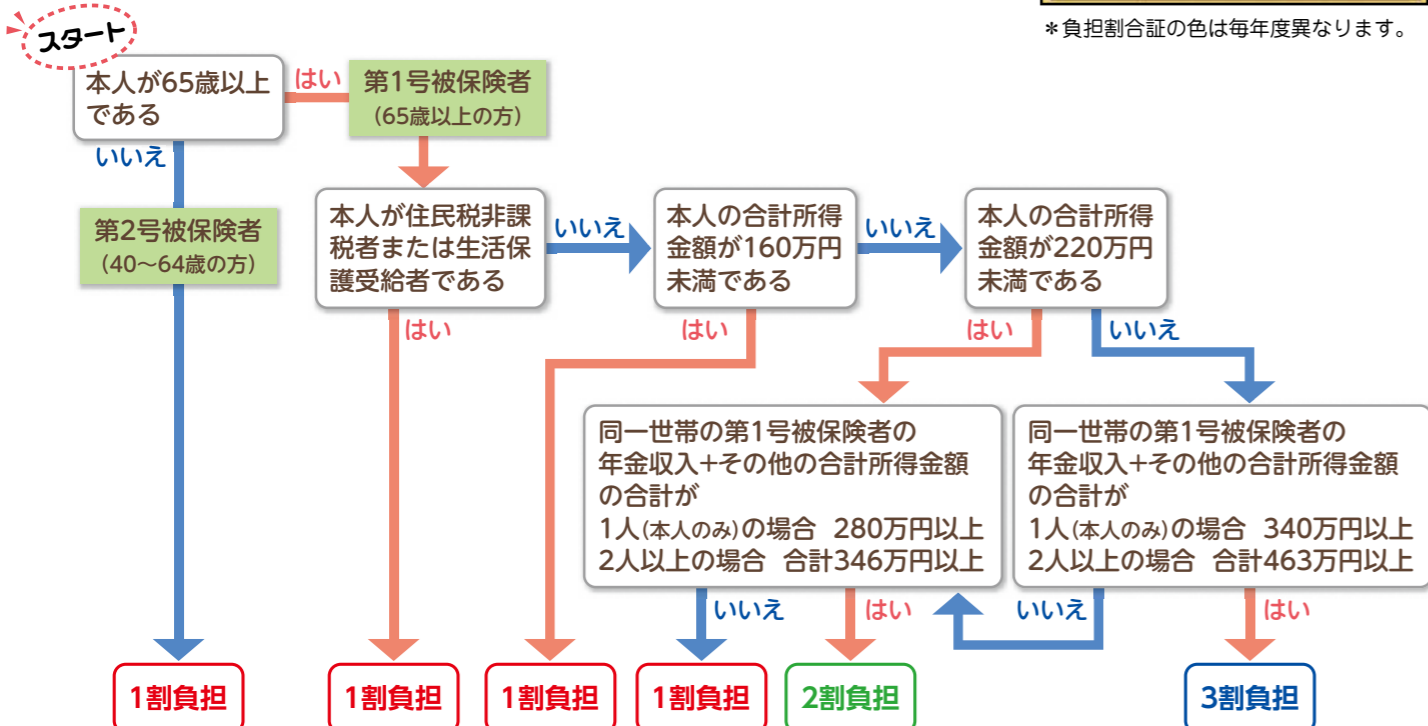 ＊負担割合証の色は毎年度異なります。
スタート
本人が65歳以上
である
はい
第1号被保険者
（65歳以上の方）
いいえ
第2号被保険者
（40〜64歳の方）
本人が住民税非課
税者または生活保
護受給者である
いいえ
本人の合計所得
金額が160万円
未満である
いいえ
本人の合計所得
金額が220万円
未満である
はい
はい
はい
いいえ
同一世帯の第1号被保険者の
年金収入+その他の合計所得金額
の合計が
1人(本人のみ)の場合 280万円以上
2人以上の場合 合計346万円以上
同一世帯の第1号被保険者の
年金収入+その他の合計所得金額
の合計が
1人(本人のみ)の場合 340万円以上
2人以上の場合 合計463万円以上
いいえ
はい
いいえ
はい
1割負担
1割負担
1割負担
1割負担
2割負担
3割負担